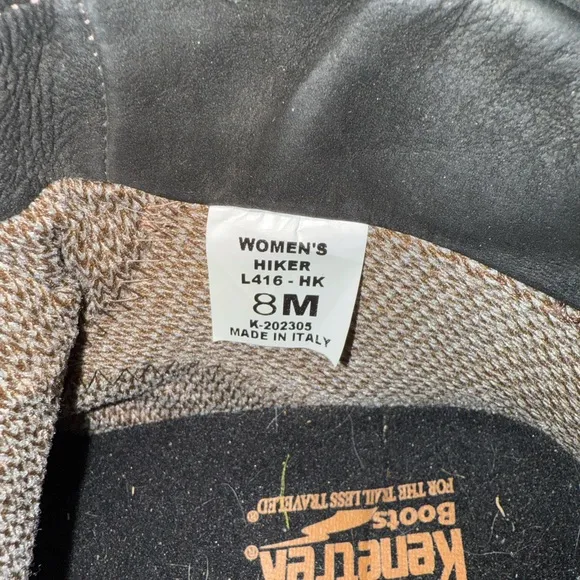 WOMEN'S
HIKER
L416 - HK
8M
K-202305
MADE IN ITALY
Kenetrek®
Boots
FOR THE TRAIL LESS TRAVELED®